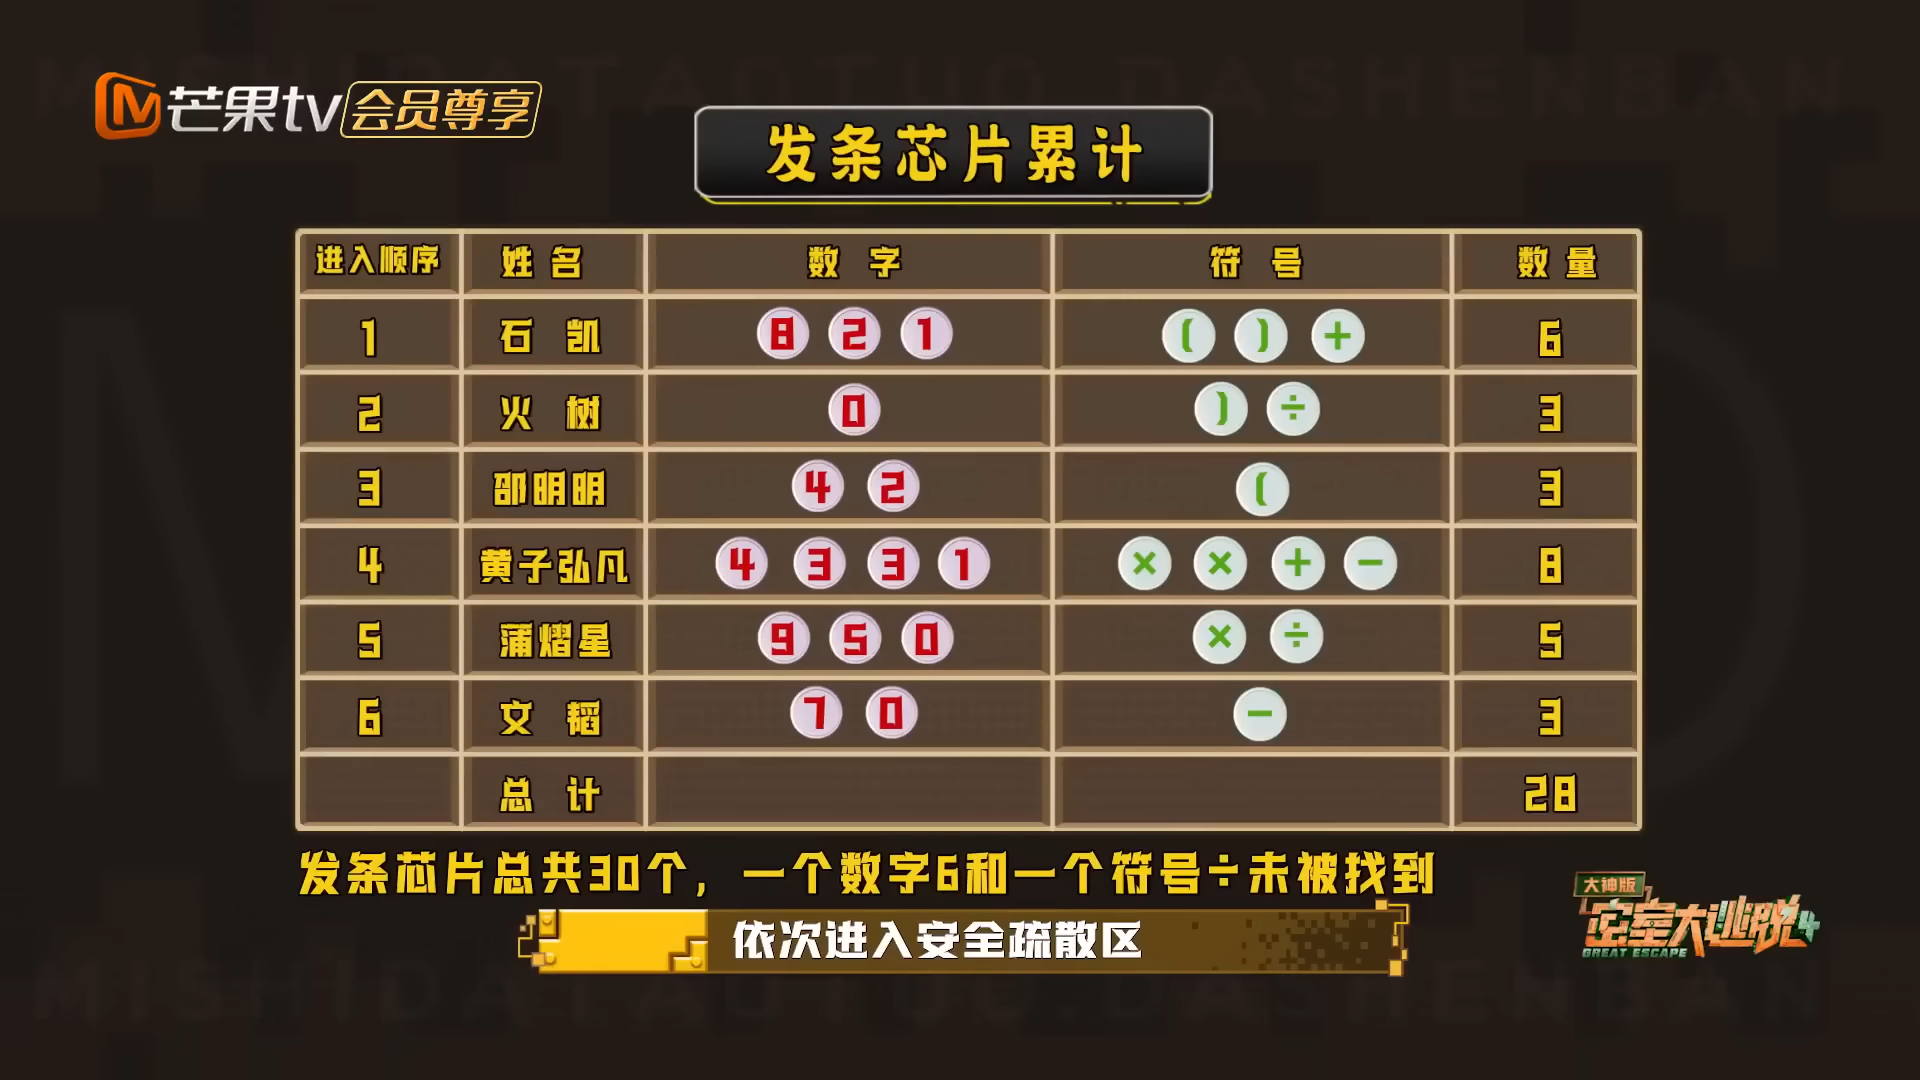 芒果tv 会员尊享
发条芯片累计
进入顺序 姓名 数字 符号 数量
1 石凯 8 2 1 ( ) + 6
2 火树 0 ) ÷ 3
3 邵明明 4 2 ( 3
4 黄子弘凡 4 3 3 1 × × + - 8
5 蒲熠星 9 5 0 × ÷ 5
6 文韬 7 0 - 3
总计 28
发条芯片总共30个，一个数字6和一个符号÷未被找到
依次进入安全疏散区
大神版
密室大逃脱4
GREAT ESCAPE
MISHIDATAOTUO.DASHENBAN
MISHIDATAOTUO.DASHENBAN